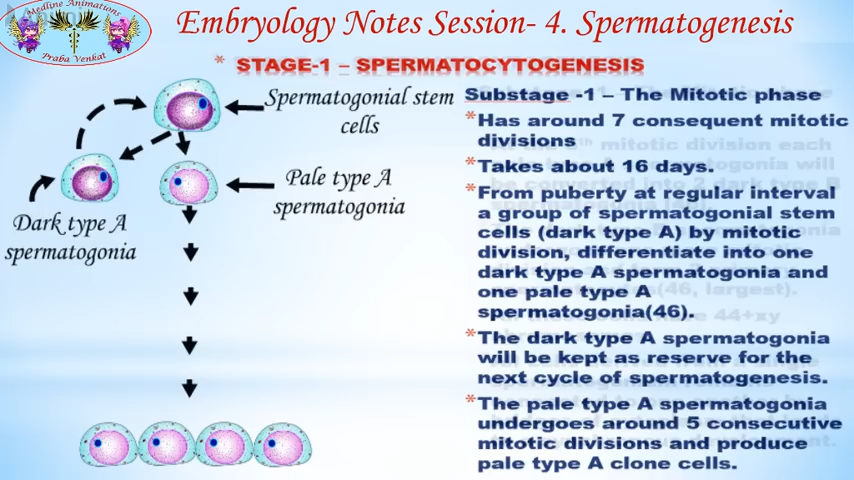 Medline Animations
Praba Venkat
Embryology Notes Session- 4. Spermatogenesis
* STAGE-1 – SPERMATOCYTOGENESIS
Spermatogonial stem
cells
Pale type A
spermatogonia
Dark type A
spermatogonia
Substage -1 – The Mitotic phase
*Has around 7 consequent mitotic
divisions
*Takes about 16 days.
*From puberty at regular interval
a group of spermatogonial stem
cells (dark type A) by mitotic
division, differentiate into one
dark type A spermatogonia and
one pale type A
spermatogonia(46).
*The dark type A spermatogonia
will be kept as reserve for the
next cycle of spermatogenesis.
*The pale type A spermatogonia
undergoes around 5 consecutive
mitotic divisions and produce
pale type A clone cells.